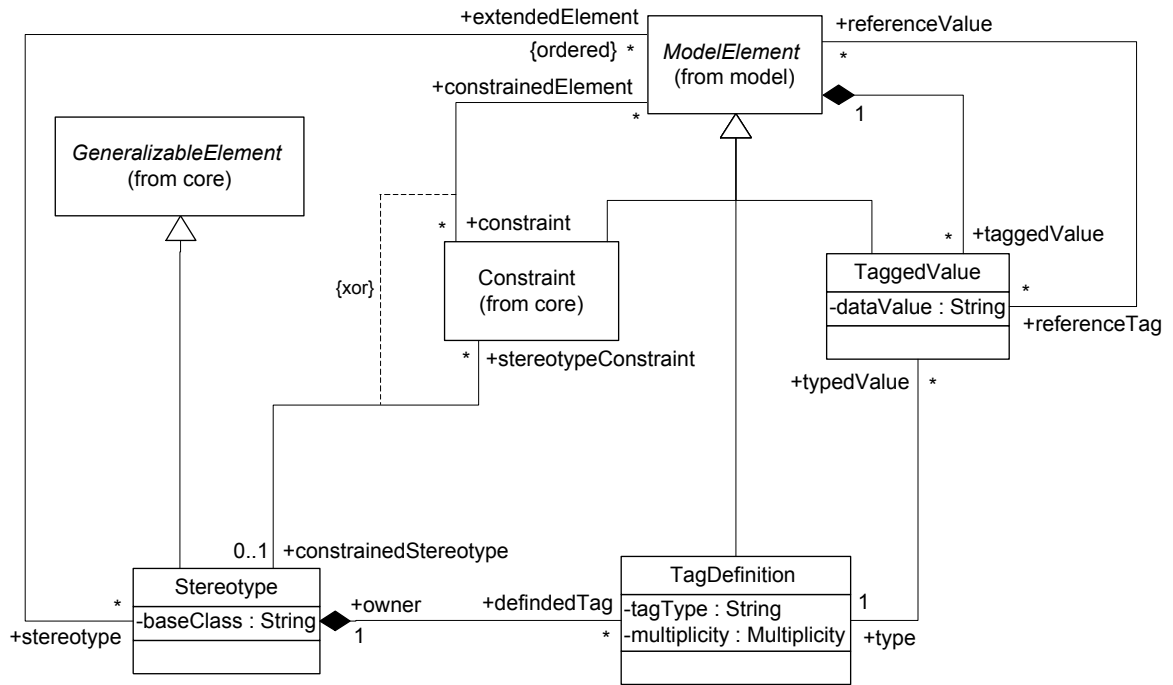 +extendedElement
{ordered} *
ModelElement
(from model)
+referenceValue
*
+constrainedElement
*
1
GeneralizableElement
(from core)
* +constraint
* +taggedValue
Constraint
(from core)
{xor}
TaggedValue
-dataValue : String
*
+referenceTag
* +stereotypeConstraint
+typedValue *
0..1 +constrainedStereotype
Stereotype
-baseClass : String
*
+stereotype
+owner
1
+defindedTag
*
TagDefinition
-tagType : String
-multiplicity : Multiplicity
1
+type